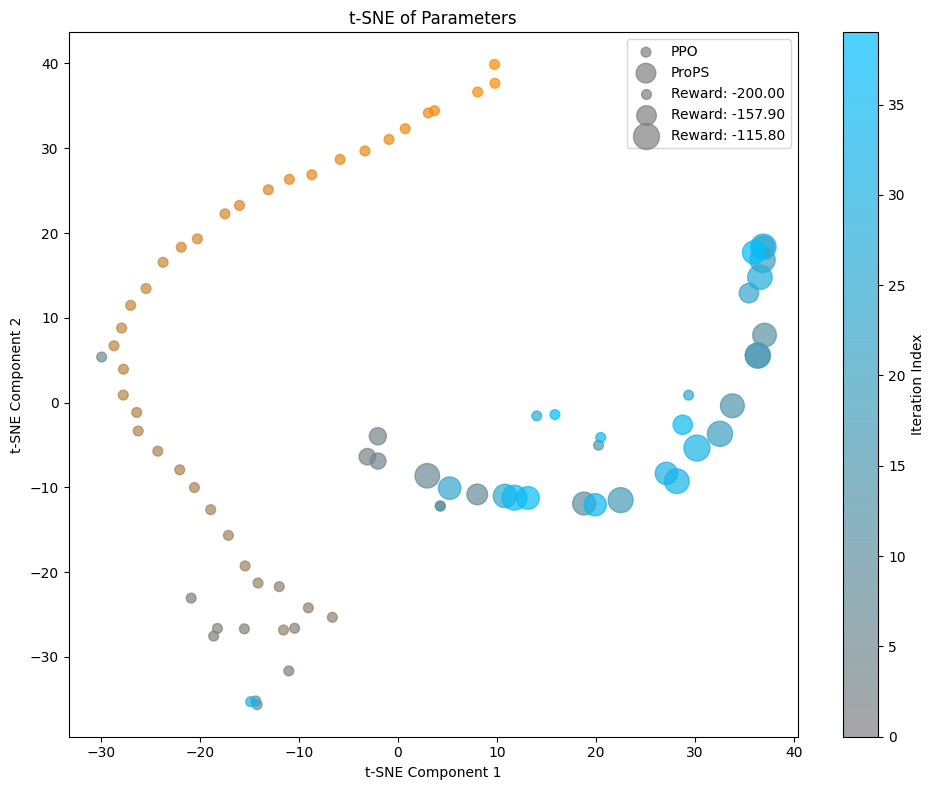 t-SNE of Parameters
PPO
ProPS
Reward: -200.00
Reward: -157.90
Reward: -115.80
40
30
20
10
0
−10
−20
−30
t-SNE Component 2
−30
−20
−10
0
10
20
30
40
t-SNE Component 1
35
30
25
20
15
10
5
0
Iteration Index